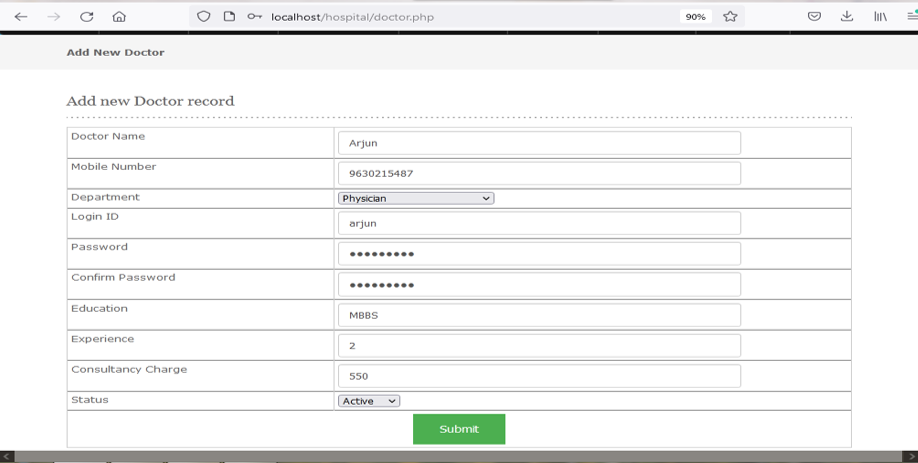 localhost/hospital/doctor.php 90%
Add New Doctor
Add new Doctor record
Doctor Name Arjun
Mobile Number 9630215487
Department Physician
Login ID arjun
Password •••••••••
Confirm Password •••••••••
Education MBBS
Experience 2
Consultancy Charge 550
Status Active
Submit